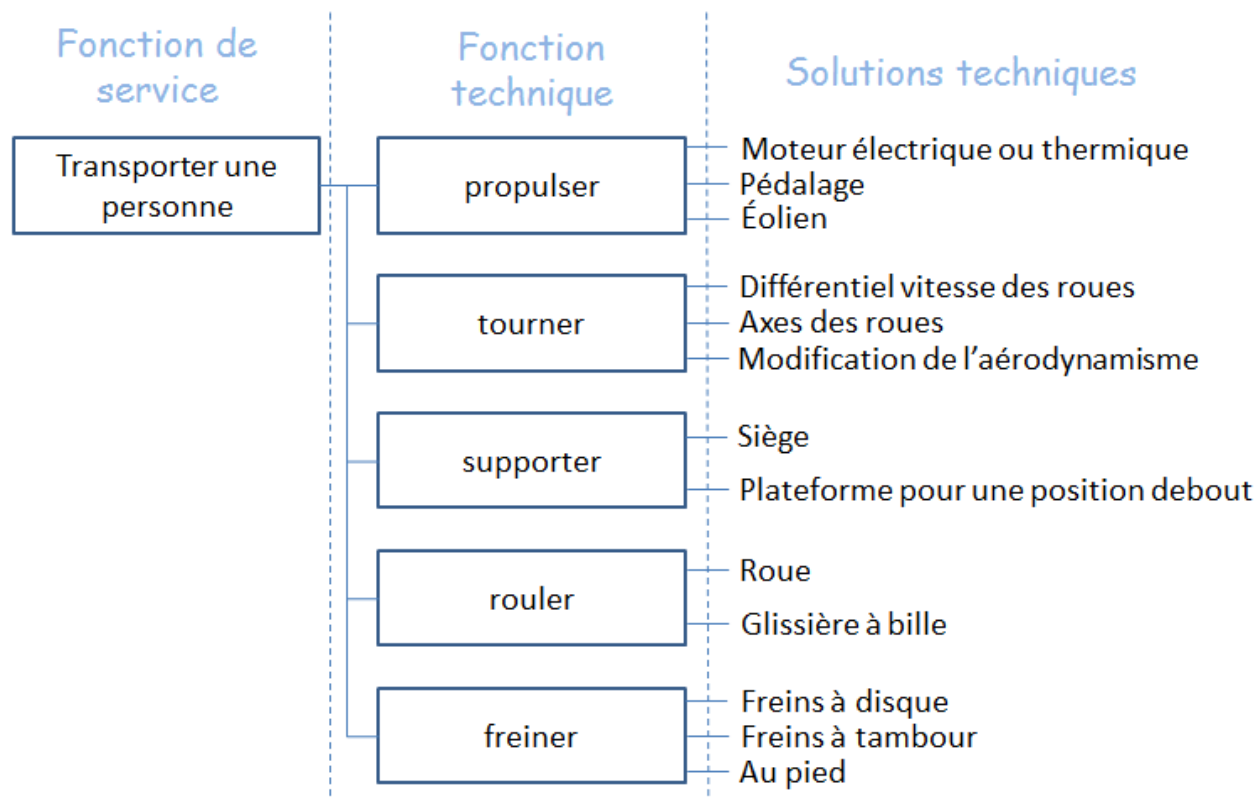 Fonction de
service
Fonction
technique
Solutions techniques
Transporter une
personne
propulser
Moteur électrique ou thermique
Pédalage
Éolien
tourner
Différentiel vitesse des roues
Axes des roues
Modification de l'aérodynamisme
supporter
Siège
Plateforme pour une position debout
rouler
Roue
Glissière à bille
freiner
Freins à disque
Freins à tambour
Au pied